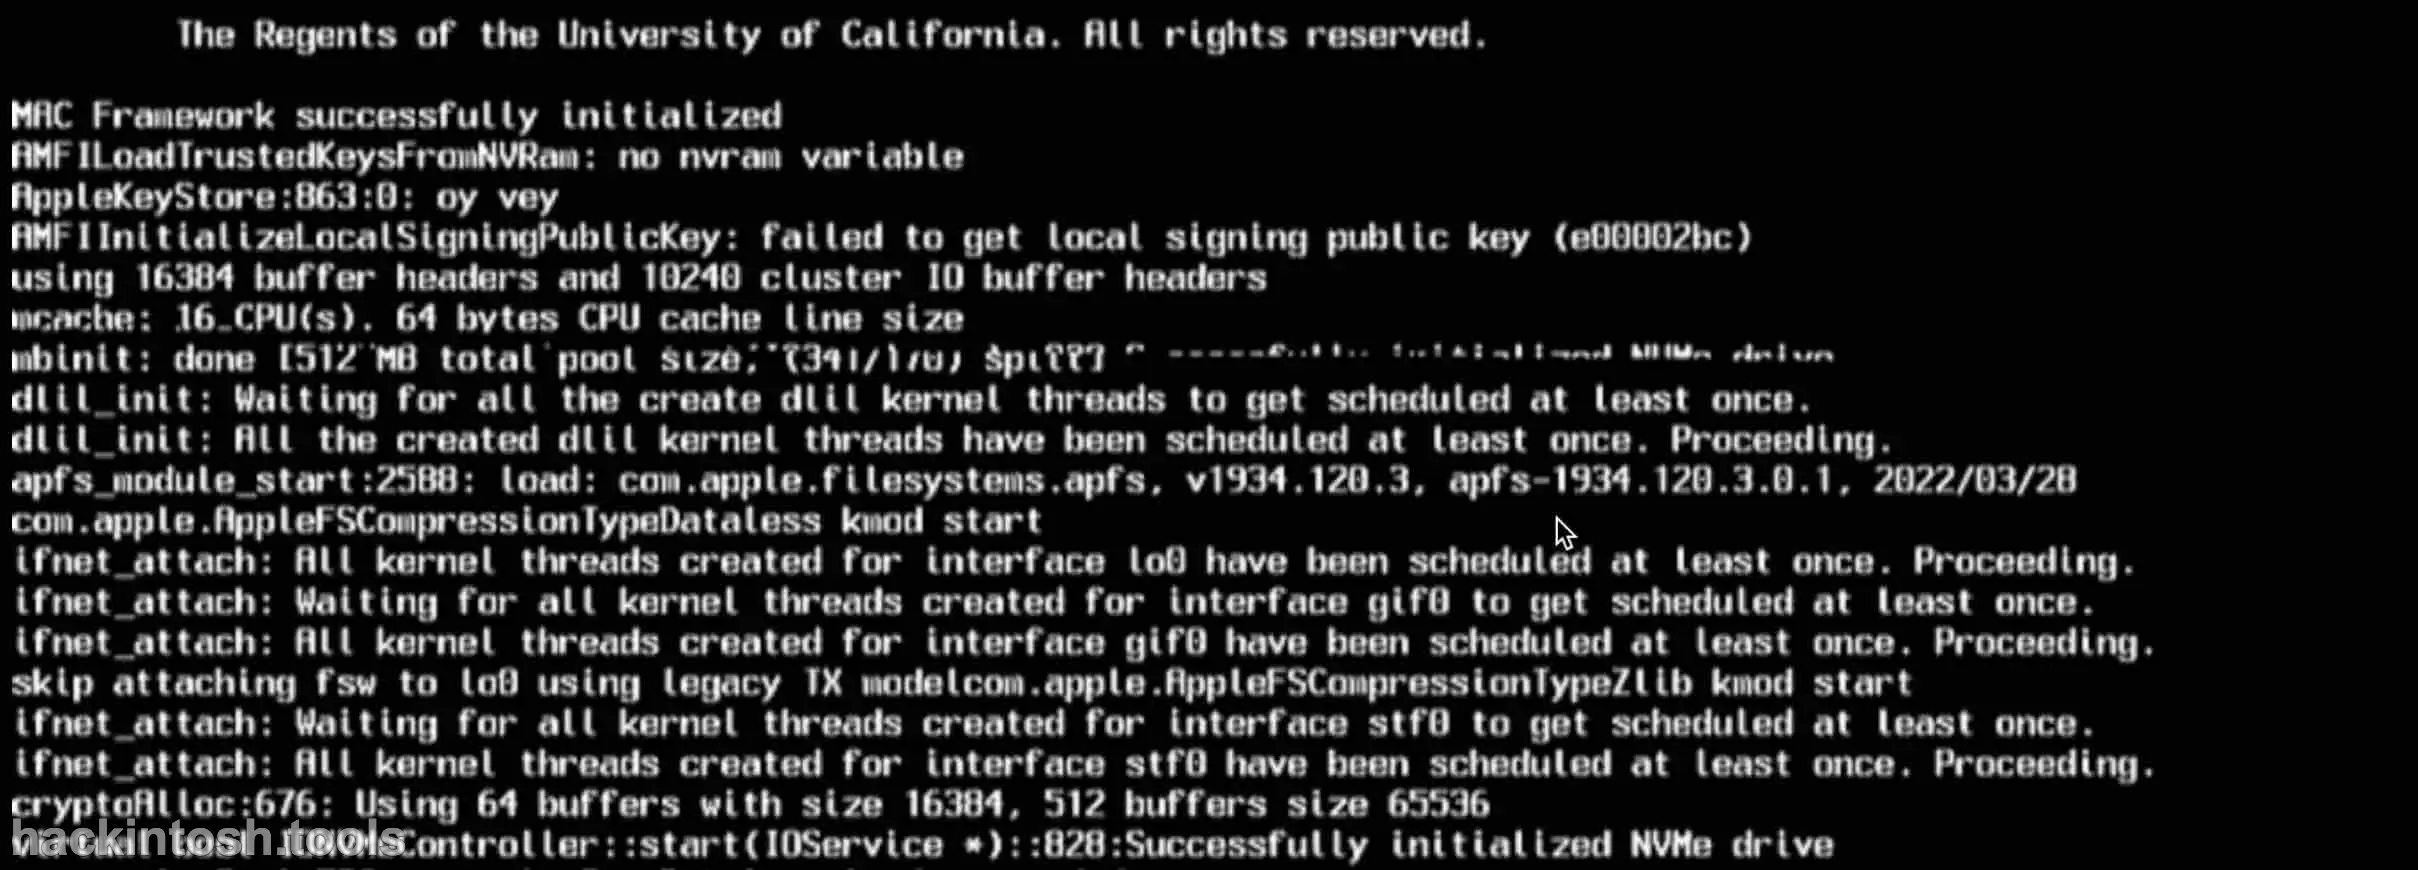 The Regents of the University of California. All rights reserved.
MAC Framework successfully initialized
AMFILoadTrustedKeysFromNVRam: no nvram variable
AppleKeyStore:863:0: oy vey
AMFIInitializeLocalSigningPublicKey: failed to get local signing public key (e00002bc)
using 16384 buffer headers and 10240 cluster IO buffer headers
mcache: 16 CPU(s), 64 bytes CPU cache line size
mbinit: done [512 MB total pool size,
dlil_init: Waiting for all the create dlil kernel threads to get scheduled at least once.
dlil_init: All the created dlil kernel threads have been scheduled at least once. Proceeding.
apfs_module_start:2588: load: com.apple.filesystems.apfs, v1934.120.3, apfs-1934.120.3.0.1, 2022/03/28
com.apple.AppleFSCompressionTypeDataless kmod start
ifnet_attach: All kernel threads created for interface lo0 have been scheduled at least once. Proceeding.
ifnet_attach: Waiting for all kernel threads created for interface gif0 to get scheduled at least once.
ifnet_attach: All kernel threads created for interface gif0 have been scheduled at least once. Proceeding.
skip attaching fsw to lo0 using legacy TX modelcom.apple.AppleFSCompressionTypeZlib kmod start
ifnet_attach: Waiting for all kernel threads created for interface stf0 to get scheduled at least once.
ifnet_attach: All kernel threads created for interface stf0 have been scheduled at least once. Proceeding.
cryptoAlloc:676: Using 64 buffers with size 16384, 512 buffers size 65536
hackintosh.tools
Controller::start(IOService *)::828:Successfully initialized NVMe drive